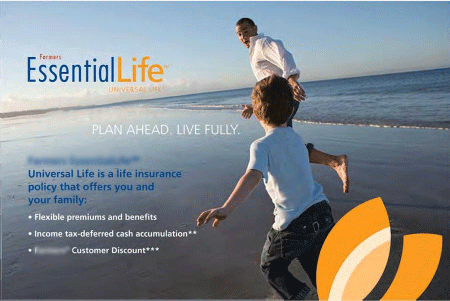 Farmers
EssentialLife™
UNIVERSAL LIFE
PLAN AHEAD. LIVE FULLY.
Universal Life is a life insurance
policy that offers you and
your family:
• Flexible premiums and benefits
• Income tax-deferred cash accumulation**
• Customer Discount***